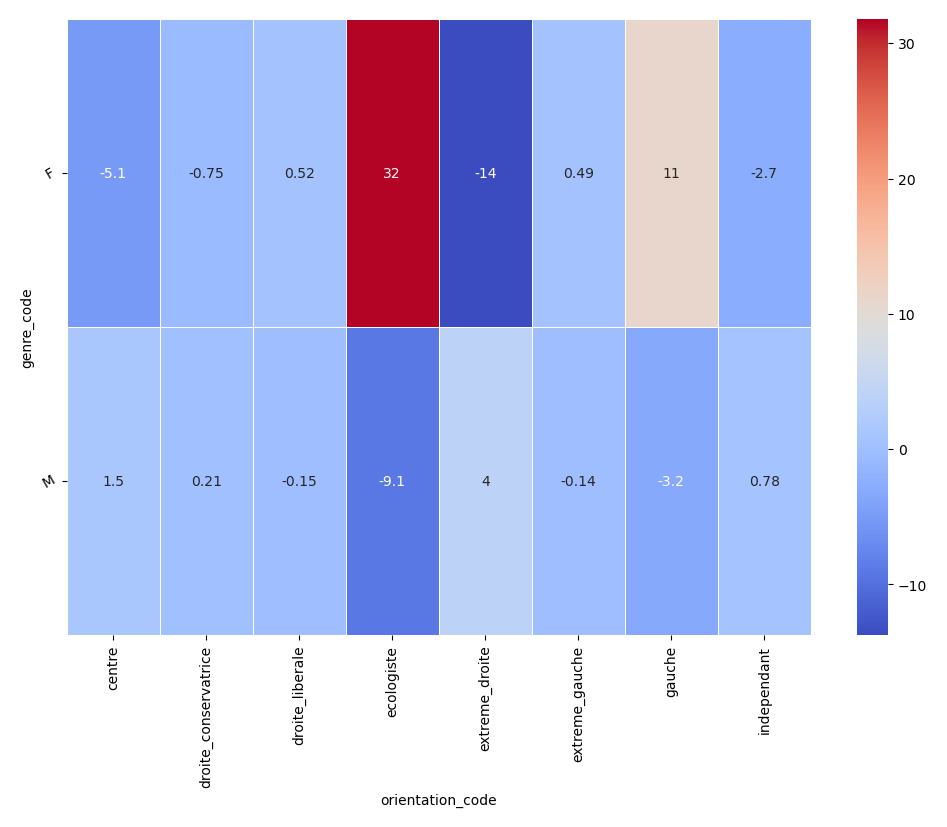 genre_code
F
-5.1 -0.75 0.52 32 -14 0.49 11 -2.7
M
1.5 0.21 -0.15 -9.1 4 -0.14 -3.2 0.78
centre
droite_conservatrice
droite_liberale
ecologiste
extreme_droite
extreme_gauche
gauche
independant
orientation_code
30
20
10
0
−10